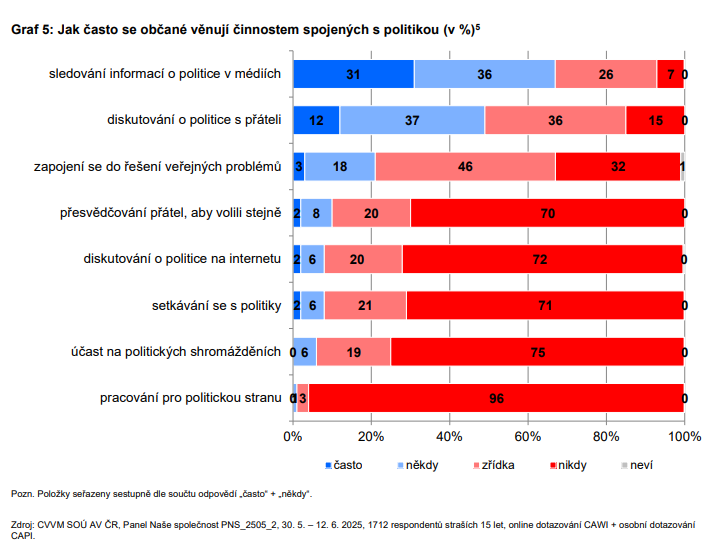 Graf 5: Jak často se občané věnují činnostem spojených s politikou (v %)⁵
sledování informací o politice v médiích 31 36 26 7 0
diskutování o politice s přáteli 12 37 36 15 0
zapojení se do řešení veřejných problémů 3 18 46 32 1
přesvědčování přátel, aby volili stejně 2 8 20 70 0
diskutování o politice na internetu 2 6 20 72 0
setkávání se s politiky 2 6 21 71 0
účast na politických shromážděních 0 6 19 75 0
pracování pro politickou stranu 0 1 3 96 0
0% 20% 40% 60% 80% 100%
často někdy zřídka nikdy neví
Pozn. Položky seřazeny sestupně dle součtu odpovědí „často“ + „někdy“.
Zdroj: CVVM SOÚ AV ČR, Panel Naše společnost PNS_2505_2, 30. 5. – 12. 6. 2025, 1712 respondentů straších 15 let, online dotazování CAWI + osobní dotazování
CAPI.